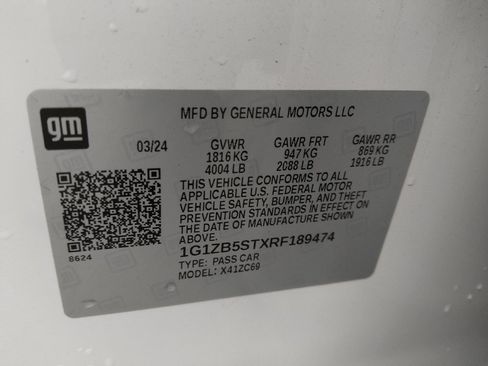 gm
MFD BY GENERAL MOTORS LLC
03/24 GVWR GAWR FRT GAWR RR
1816 KG 947 KG 869 KG
4004 LB 2088 LB 1916 LB
THIS VEHICLE CONFORMS TO ALL
APPLICABLE U.S. FEDERAL MOTOR
VEHICLE SAFETY, BUMPER, AND THEFT
PREVENTION STANDARDS IN EFFECT ON
THE DATE OF MANUFACTURE SHOWN
ABOVE.
8624
1G1ZB5STXRF189474
TYPE: PASS CAR
MODEL: X41ZC69